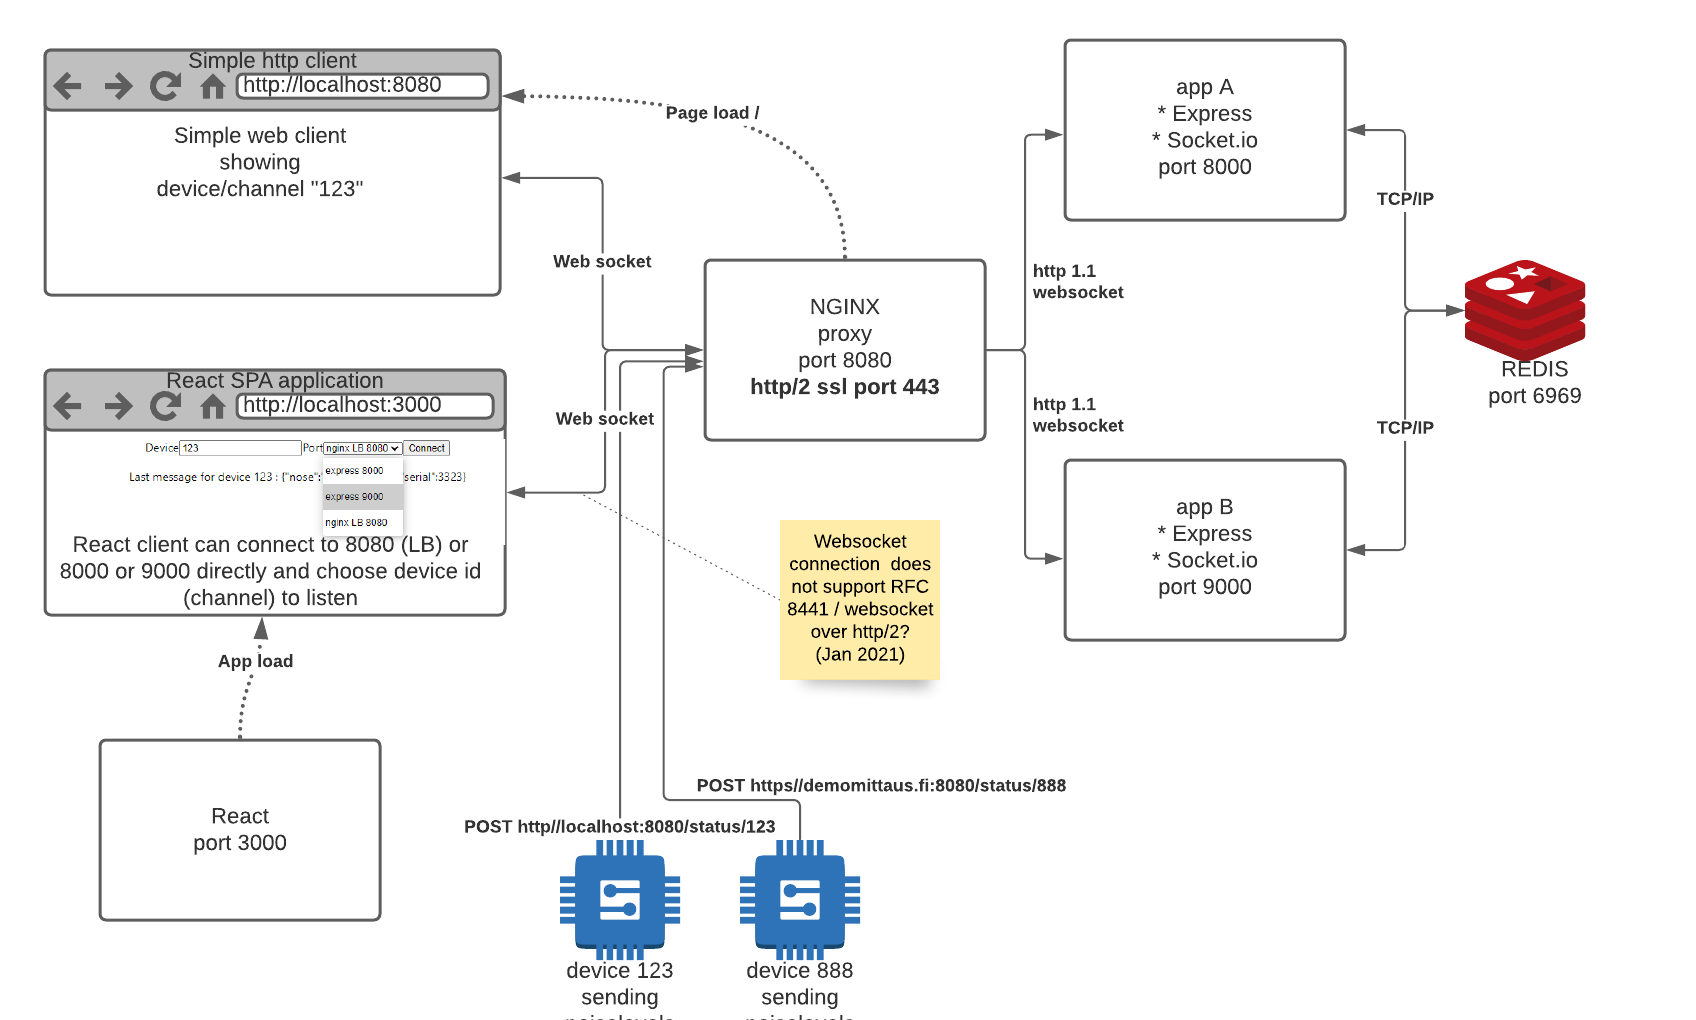 Simple http client
http://localhost:8080
Simple web client
showing
device/channel "123"
Page load /
Web socket
React SPA application
http://localhost:3000
Device 123 Port nginx LB 8080 Connect
express 8000
Last message for device 123 : {"nose": "serial":3323}
express 9000
nginx LB 8080
React client can connect to 8080 (LB) or
8000 or 9000 directly and choose device id
(channel) to listen
Web socket
App load
React
port 3000
NGINX
proxy
port 8080
http/2 ssl port 443
http 1.1
websocket
http 1.1
websocket
app A
* Express
* Socket.io
port 8000
app B
* Express
* Socket.io
port 9000
TCP/IP
TCP/IP
REDIS
port 6969
Websocket
connection does
not support RFC
8441 / websocket
over http/2?
(Jan 2021)
POST https//demomittaus.fi:8080/status/888
POST http//localhost:8080/status/123
device 123
sending
device 888
sending